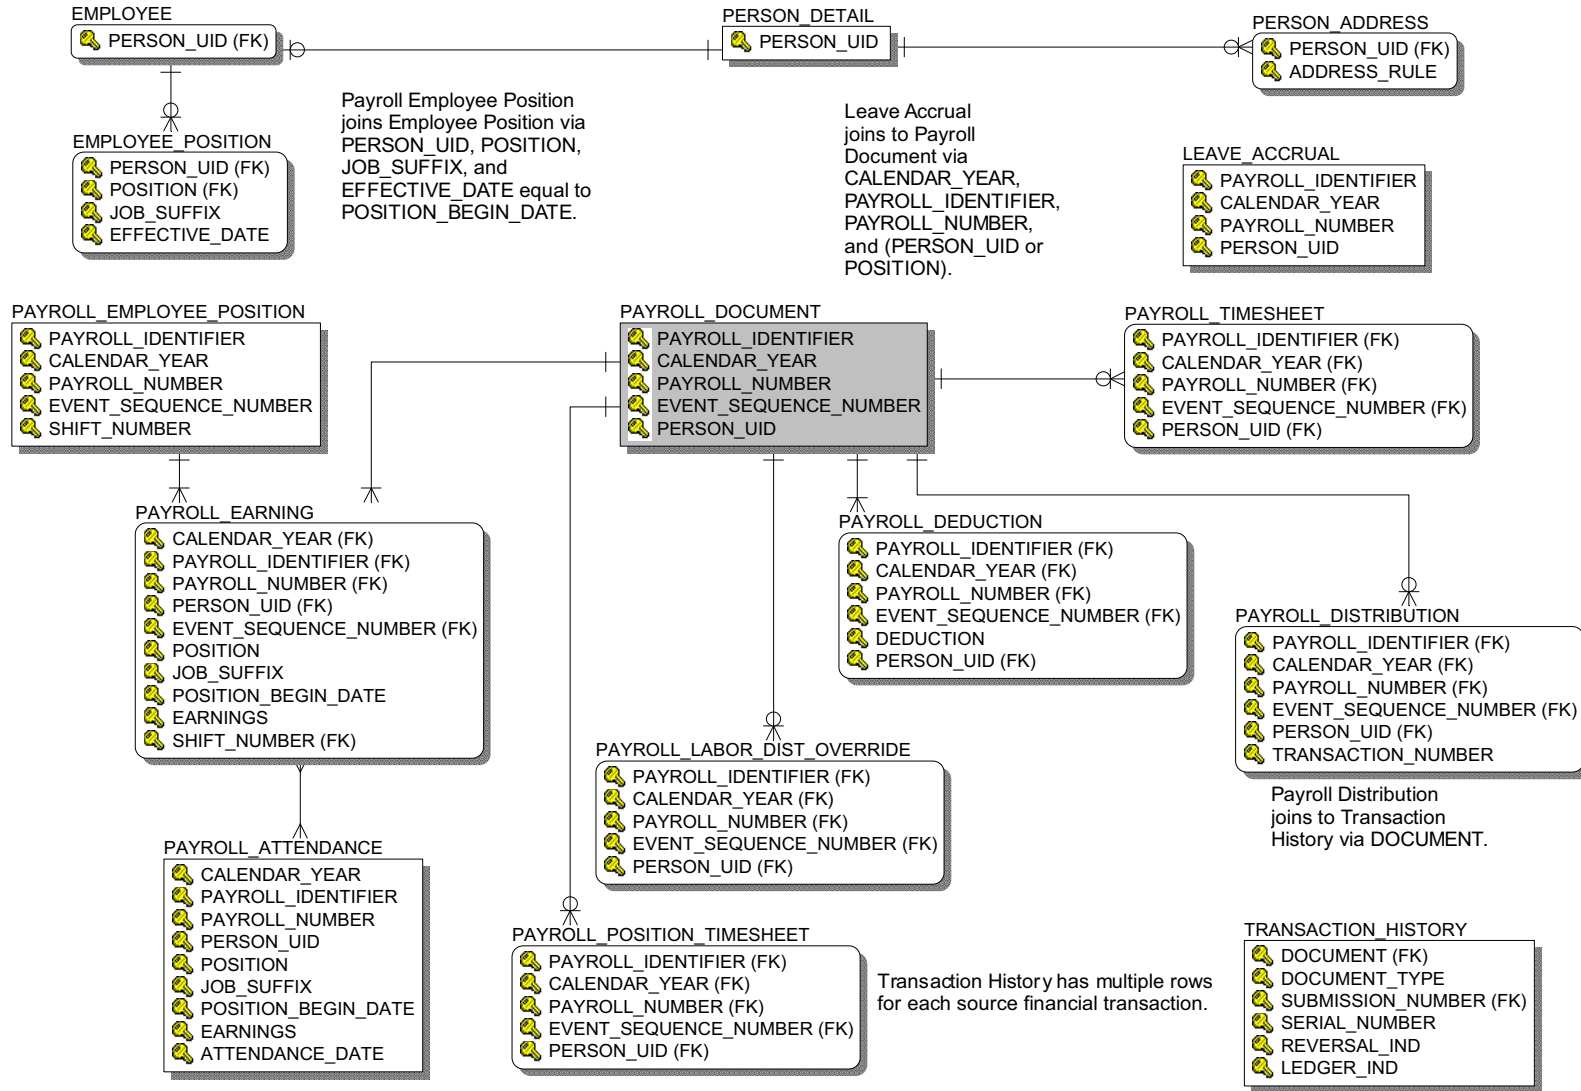 EMPLOYEE
PERSON_UID (FK)
PERSON_DETAIL
PERSON_UID
PERSON_ADDRESS
PERSON_UID (FK)
ADDRESS_RULE
EMPLOYEE_POSITION
PERSON_UID (FK)
POSITION (FK)
JOB_SUFFIX
EFFECTIVE_DATE
Payroll Employee Position
joins Employee Position via
PERSON_UID, POSITION,
JOB_SUFFIX, and
EFFECTIVE_DATE equal to
POSITION_BEGIN_DATE.
Leave Accrual
joins to Payroll
Document via
CALENDAR_YEAR,
PAYROLL_IDENTIFIER,
PAYROLL_NUMBER,
and (PERSON_UID or
POSITION).
LEAVE_ACCRUAL
PAYROLL_IDENTIFIER
CALENDAR_YEAR
PAYROLL_NUMBER
PERSON_UID
PAYROLL_EMPLOYEE_POSITION
PAYROLL_IDENTIFIER
CALENDAR_YEAR
PAYROLL_NUMBER
EVENT_SEQUENCE_NUMBER
SHIFT_NUMBER
PAYROLL_DOCUMENT
PAYROLL_IDENTIFIER
CALENDAR_YEAR
PAYROLL_NUMBER
EVENT_SEQUENCE_NUMBER
PERSON_UID
PAYROLL_TIMESHEET
PAYROLL_IDENTIFIER (FK)
CALENDAR_YEAR (FK)
PAYROLL_NUMBER (FK)
EVENT_SEQUENCE_NUMBER (FK)
PERSON_UID (FK)
PAYROLL_EARNING
CALENDAR_YEAR (FK)
PAYROLL_IDENTIFIER (FK)
PAYROLL_NUMBER (FK)
PERSON_UID (FK)
EVENT_SEQUENCE_NUMBER (FK)
POSITION
JOB_SUFFIX
POSITION_BEGIN_DATE
EARNINGS
SHIFT_NUMBER (FK)
PAYROLL_DEDUCTION
PAYROLL_IDENTIFIER (FK)
CALENDAR_YEAR (FK)
PAYROLL_NUMBER (FK)
EVENT_SEQUENCE_NUMBER (FK)
DEDUCTION
PERSON_UID (FK)
PAYROLL_DISTRIBUTION
PAYROLL_IDENTIFIER (FK)
CALENDAR_YEAR (FK)
PAYROLL_NUMBER (FK)
EVENT_SEQUENCE_NUMBER (FK)
PERSON_UID (FK)
TRANSACTION_NUMBER
Payroll Distribution
joins to Transaction
History via DOCUMENT.
PAYROLL_LABOR_DIST_OVERRIDE
PAYROLL_IDENTIFIER (FK)
CALENDAR_YEAR (FK)
PAYROLL_NUMBER (FK)
EVENT_SEQUENCE_NUMBER (FK)
PERSON_UID (FK)
PAYROLL_ATTENDANCE
CALENDAR_YEAR
PAYROLL_IDENTIFIER
PAYROLL_NUMBER
PERSON_UID
POSITION
JOB_SUFFIX
POSITION_BEGIN_DATE
EARNINGS
ATTENDANCE_DATE
PAYROLL_POSITION_TIMESHEET
PAYROLL_IDENTIFIER (FK)
CALENDAR_YEAR (FK)
PAYROLL_NUMBER (FK)
EVENT_SEQUENCE_NUMBER (FK)
PERSON_UID (FK)
Transaction History has multiple rows
for each source financial transaction.
TRANSACTION_HISTORY
DOCUMENT (FK)
DOCUMENT_TYPE
SUBMISSION_NUMBER (FK)
SERIAL_NUMBER
REVERSAL_IND
LEDGER_IND